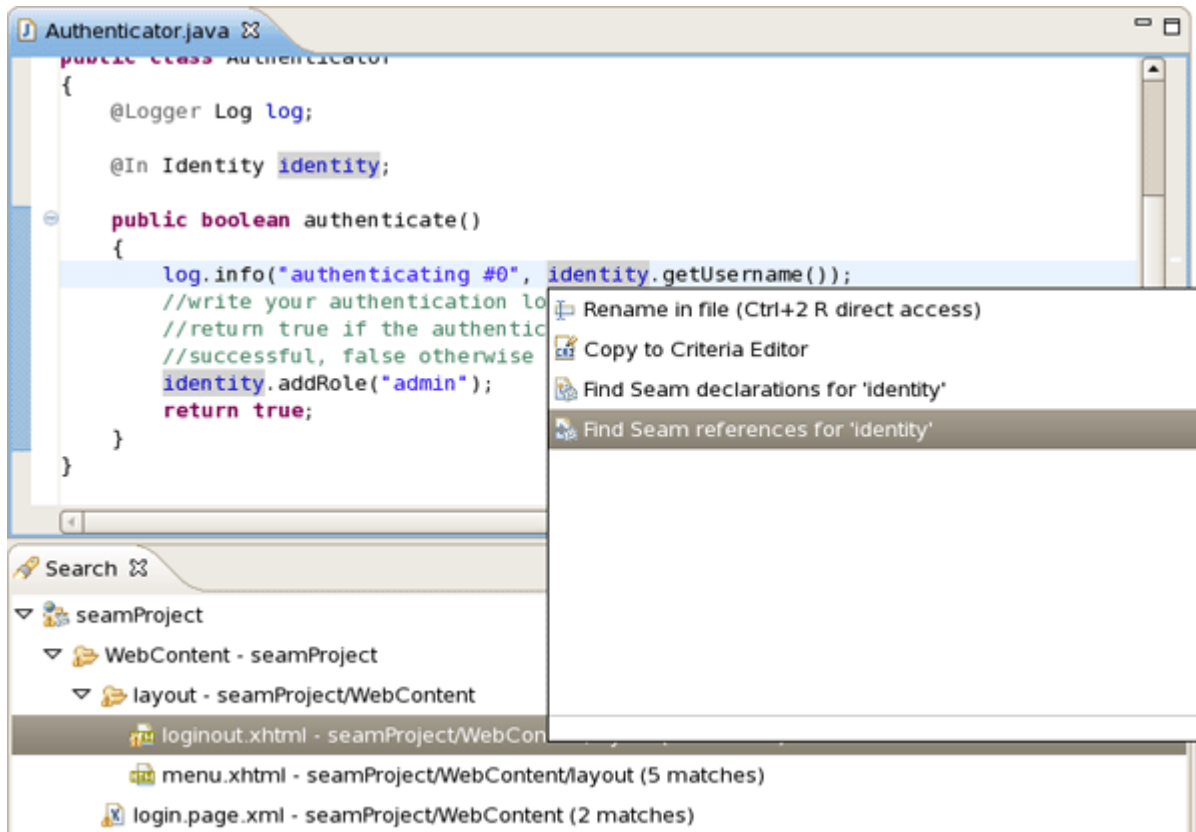 Authenticator.java
public class Authenticator
{
@Logger Log log;
@In Identity identity;
public boolean authenticate()
{
log.info("authenticating #0", identity.getUsername());
//write your authentication lo
//return true if the authentic
//successful, false otherwise
identity.addRole("admin");
return true;
}
}
Rename in file (Ctrl+2 R direct access)
Copy to Criteria Editor
Find Seam declarations for 'identity'
Find Seam references for 'identity'
Search
seamProject
WebContent - seamProject
layout - seamProject/WebContent
loginout.xhtml - seamProject/WebCon
menu.xhtml - seamProject/WebContent/layout (5 matches)
login.page.xml - seamProject/WebContent (2 matches)